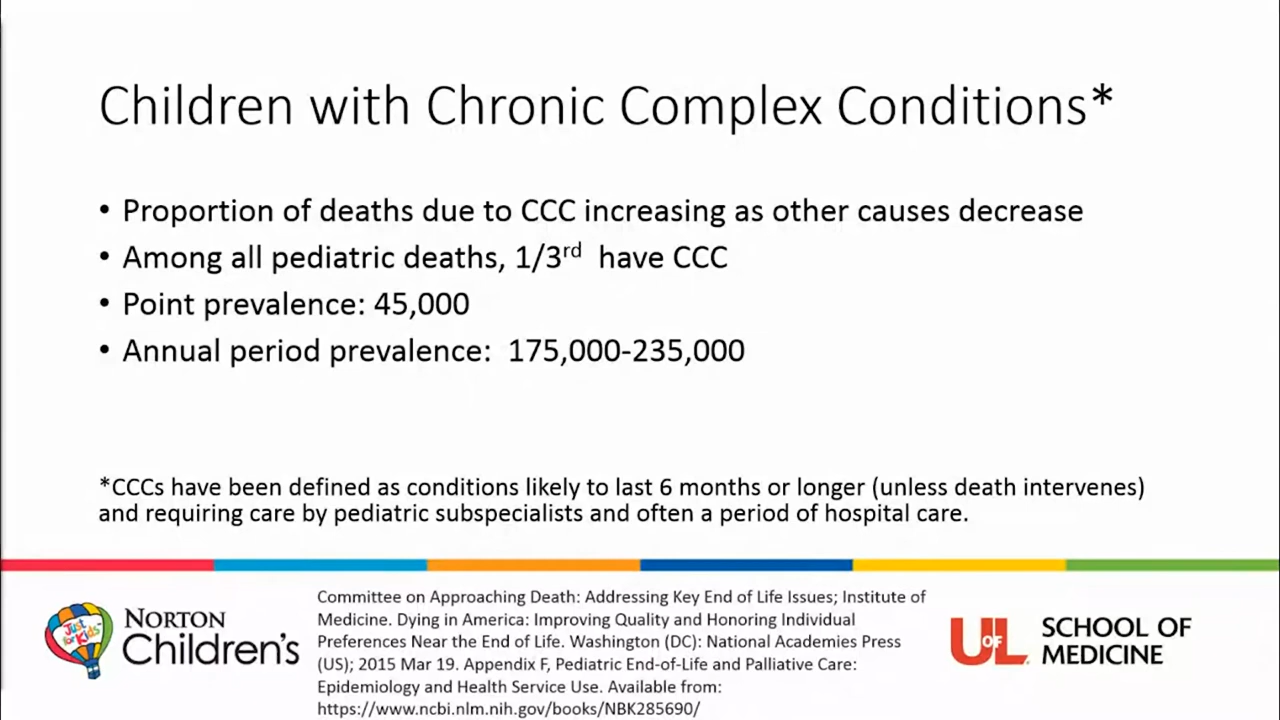 Children with Chronic Complex Conditions*
• Proportion of deaths due to CCC increasing as other causes decrease
• Among all pediatric deaths, 1/3rd have CCC
• Point prevalence: 45,000
• Annual period prevalence: 175,000-235,000
*CCCs have been defined as conditions likely to last 6 months or longer (unless death intervenes)
and requiring care by pediatric subspecialists and often a period of hospital care.
Just for Kids
NORTON
Children's
Committee on Approaching Death: Addressing Key End of Life Issues; Institute of
Medicine. Dying in America: Improving Quality and Honoring Individual
Preferences Near the End of Life. Washington (DC): National Academies Press
(US); 2015 Mar 19. Appendix F, Pediatric End-of-Life and Palliative Care:
Epidemiology and Health Service Use. Available from:
https://www.ncbi.nlm.nih.gov/books/NBK285690/
U OF L
SCHOOL OF
MEDICINE